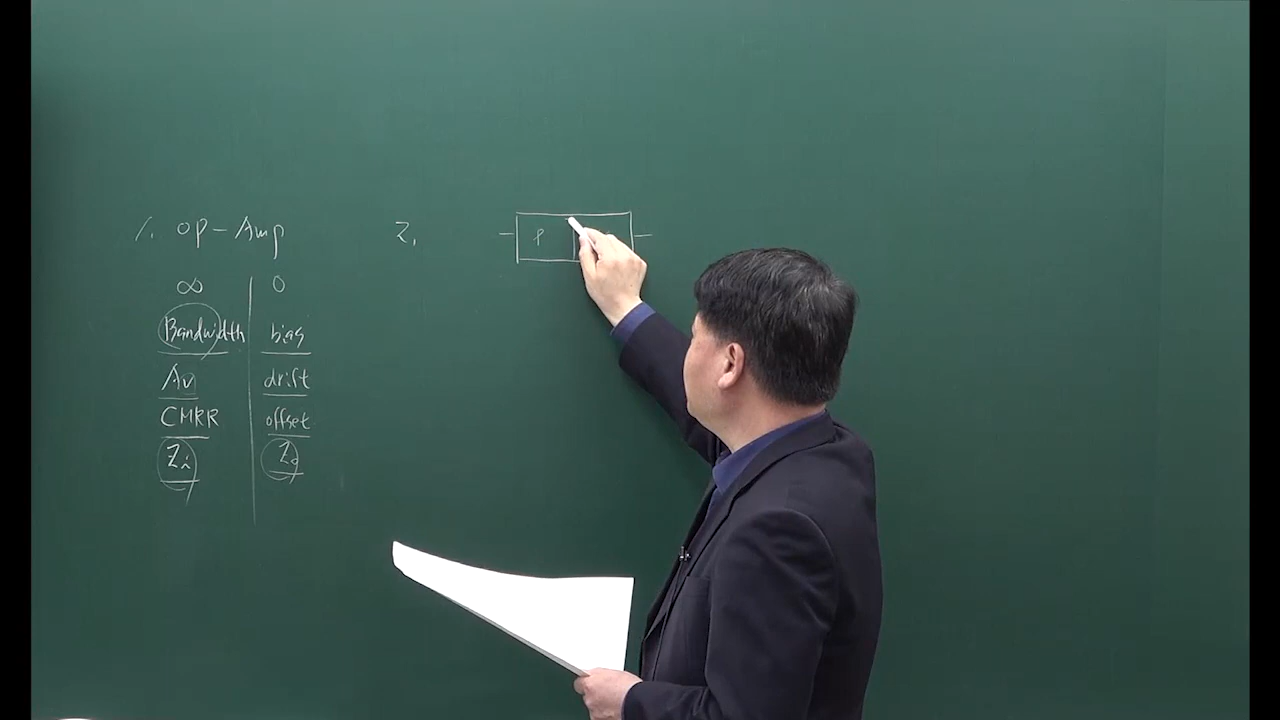 1. OP-Amp
∞ 0
Bandwidth bias
Av drift
CMRR offset
Zi Zo
2.
P